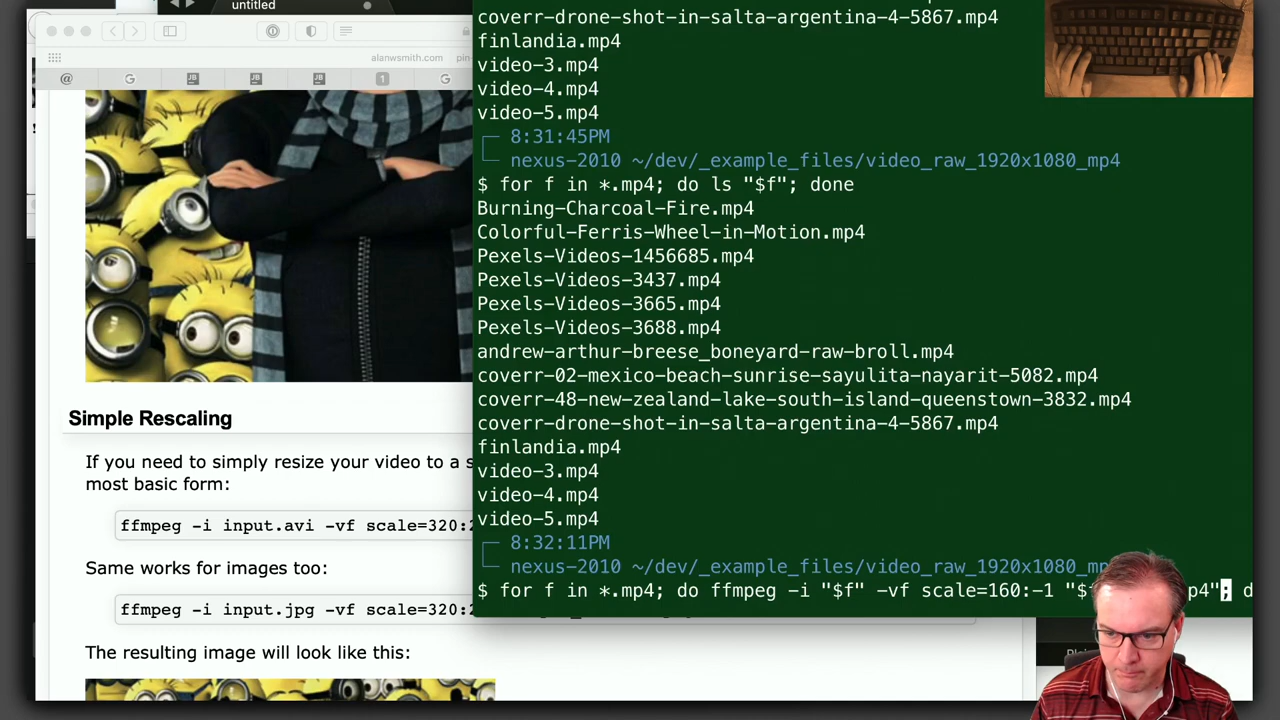 untitled
alanwsmith.com
pin-
@
G
JB
JB
JB
1
G
Simple Rescaling
If you need to simply resize your video to a s
most basic form:
ffmpeg -i input.avi -vf scale=320:2
Same works for images too:
ffmpeg -i input.jpg -vf scale=320:2
The resulting image will look like this:
coverr-drone-shot-in-salta-argentina-4-5867.mp4
finlandia.mp4
video-3.mp4
video-4.mp4
video-5.mp4
8:31:45PM
nexus-2010 ~/dev/_example_files/video_raw_1920x1080_mp4
$ for f in *.mp4; do ls "$f"; done
Burning-Charcoal-Fire.mp4
Colorful-Ferris-Wheel-in-Motion.mp4
Pexels-Videos-1456685.mp4
Pexels-Videos-3437.mp4
Pexels-Videos-3665.mp4
Pexels-Videos-3688.mp4
andrew-arthur-breese_boneyard-raw-broll.mp4
coverr-02-mexico-beach-sunrise-sayulita-nayarit-5082.mp4
coverr-48-new-zealand-lake-south-island-queenstown-3832.mp4
coverr-drone-shot-in-salta-argentina-4-5867.mp4
finlandia.mp4
video-3.mp4
video-4.mp4
video-5.mp4
8:32:11PM
nexus-2010 ~/dev/_example_files/video_raw_1920x1080_mp
$ for f in *.mp4; do ffmpeg -i "$f" -vf scale=160:-1 "$ p4"; d